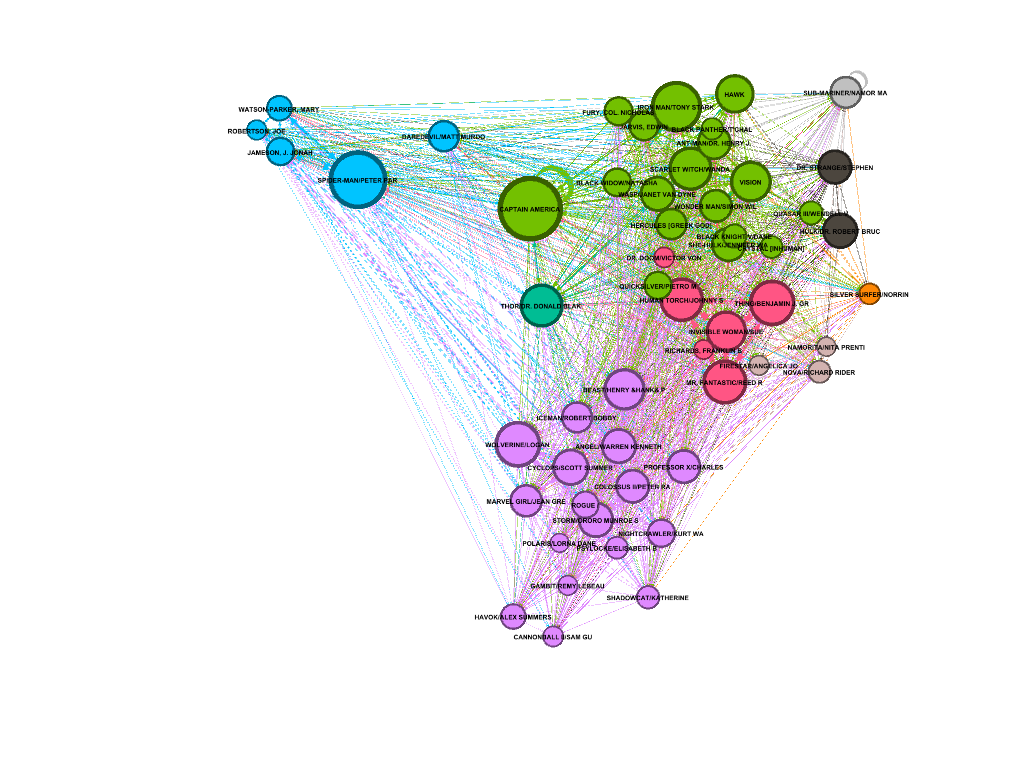 SUB-MARINER/NAMOR MA
HAWK
IRON MAN/TONY STARK
WATSON-PARKER, MARY
FURY, COL. NICHOLAS
JARVIS, EDWIN
BLACK PANTHER/T'CHAL
ROBERTSON, JOE
DAREDEVIL/MATT MURDO
ANT-MAN/DR. HENRY J.
JAMESON, J. JONAH
DR. STRANGE/STEPHEN
SCARLET WITCH/WANDA
SPIDER-MAN/PETER PAR
BLACK WIDOW/NATASHA
VISION
WASP/JANET VAN DYNE
CAPTAIN AMERICA
WONDER MAN/SIMON WIL
QUASAR III/WENDELL
HERCULES [GREEK GOD]
HULK/DR. ROBERT BRUC
BLACK KNIGHT V/DANE
SHE-HULK/JENNIFER WA
CRYSTAL [INHUMAN]
DR. DOOM/VICTOR VON
QUICKSILVER/PIETRO M
SILVER SURFER/NORRIN
HUMAN TORCH/JOHNNY S
THING/BENJAMIN J. GR
THOR/DR. DONALD BLAK
INVISIBLE WOMAN/SUE
NAMORITA/NITA PRENTI
RICHARDS, FRANKLIN B
FIRESTAR/ANGELICA JO
NOVA/RICHARD RIDER
MR. FANTASTIC/REED R
BEAST/HENRY &HANK& P
ICEMAN/ROBERT BOBBY
WOLVERINE/LOGAN
ANGEL/WARREN KENNETH
CYCLOPS/SCOTT SUMMER
PROFESSOR X/CHARLES
COLOSSUS II/PETER RA
MARVEL GIRL/JEAN GRE
ROGUE
STORM/ORORO MUNROE S
NIGHTCRAWLER/KURT WA
POLARIS/LORNA DANE
PSYLOCKE/ELISABETH B
GAMBIT/REMY LEBEAU
SHADOWCAT/KATHERINE
HAVOK/ALEX SUMMERS
CANNONBALL II/SAM GU